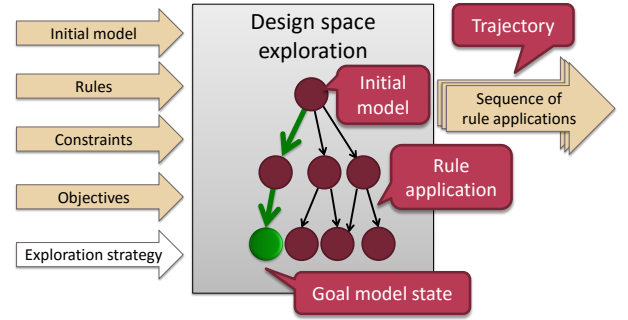 Initial model
Rules
Constraints
Objectives
Exploration strategy
Design space
exploration
Initial
model
Rule
application
Goal model state
Trajectory
Sequence of
rule applications